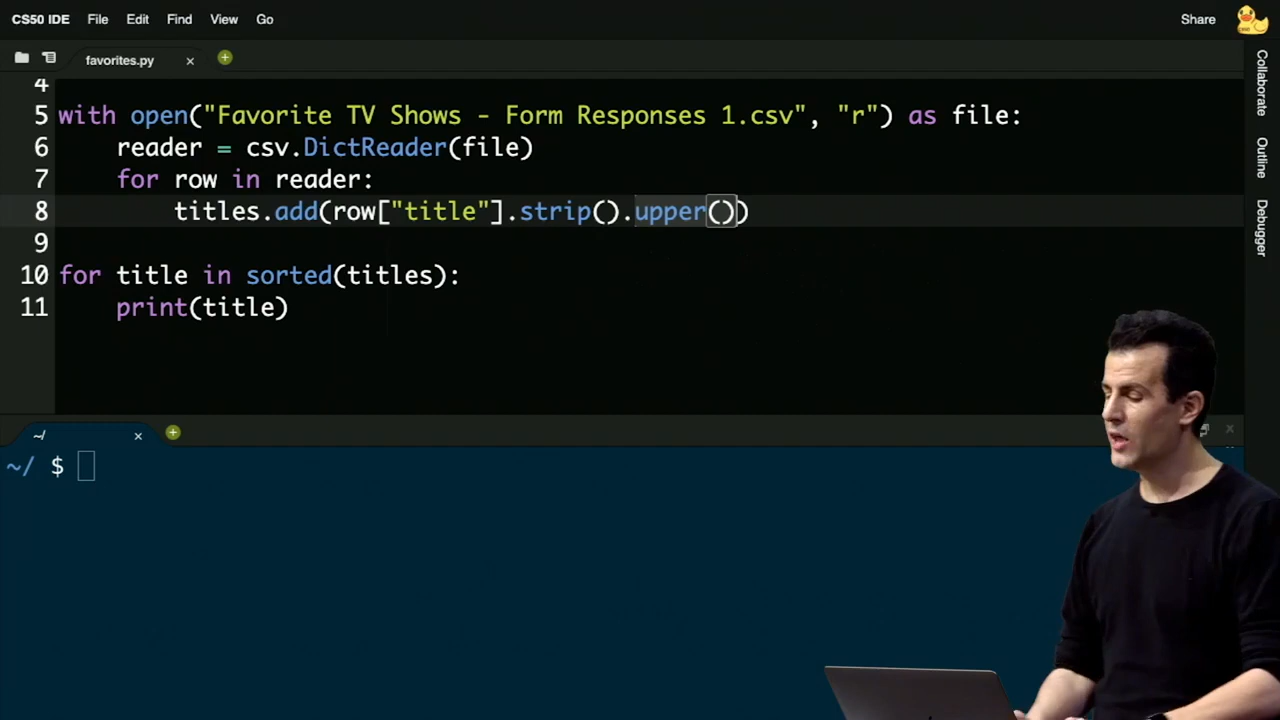 CS50 IDE File Edit Find View Go Share
favorites.py
4
5 with open("Favorite TV Shows - Form Responses 1.csv", "r") as file:
6     reader = csv.DictReader(file)
7     for row in reader:
8         titles.add(row["title"].strip().upper())
9
10 for title in sorted(titles):
11     print(title)
~/
~/ $
Collaborate
Outline
Debugger